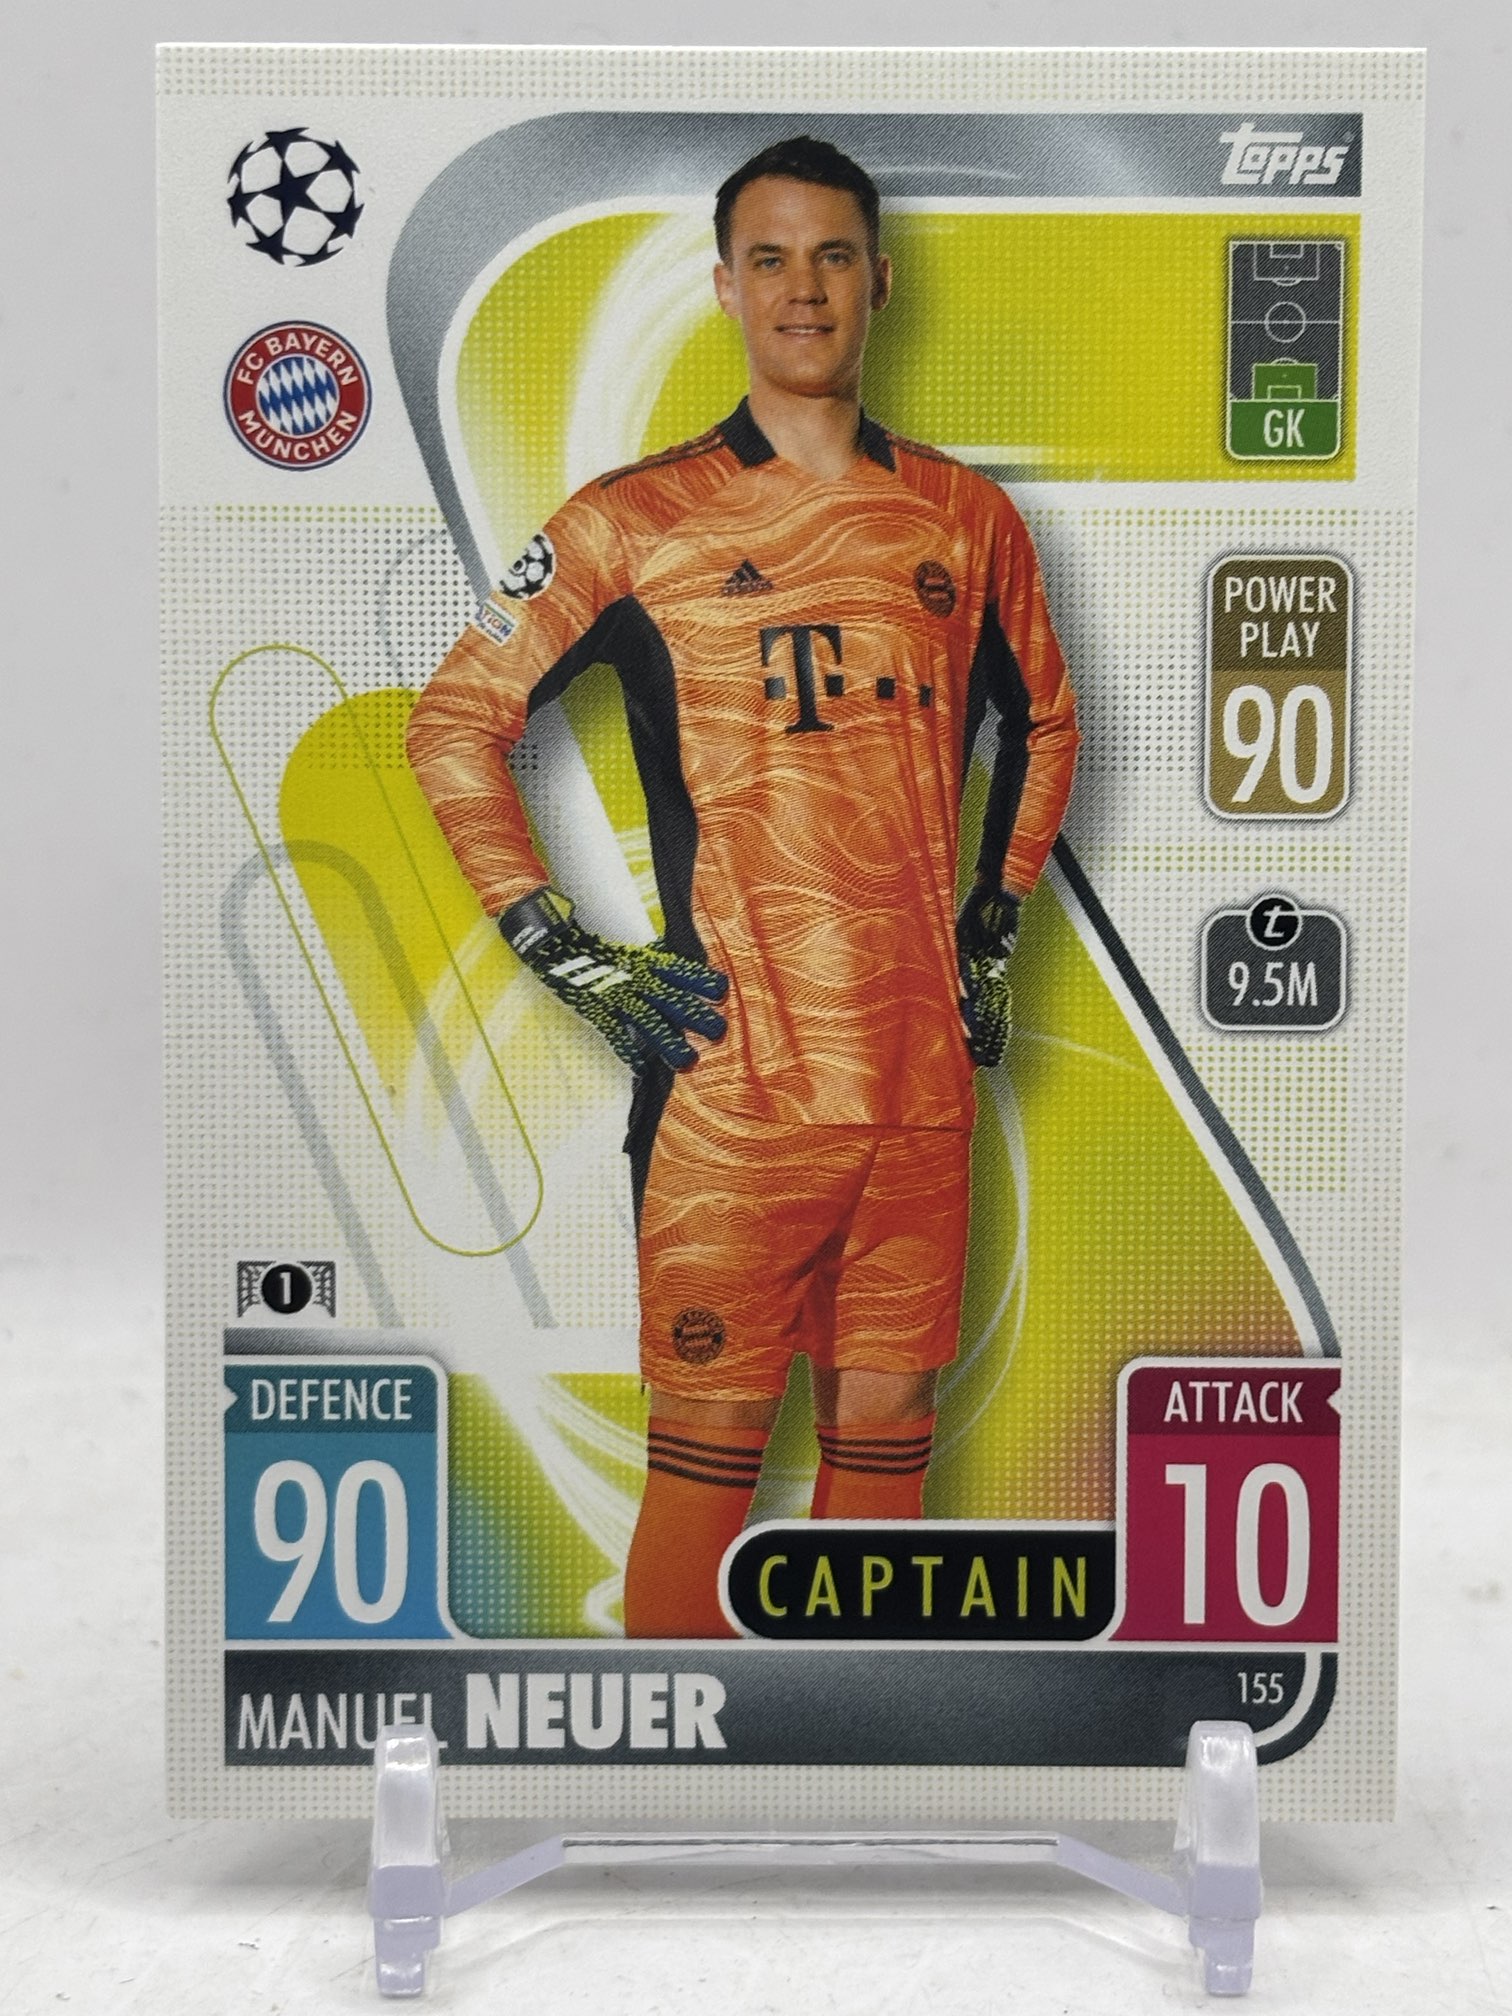 topps
FC BAYERN
MÜNCHEN
GK
POWER
PLAY
90
T
t
9.5M
1
DEFENCE
90
ATTACK
10
CAPTAIN
MANUEL NEUER
155